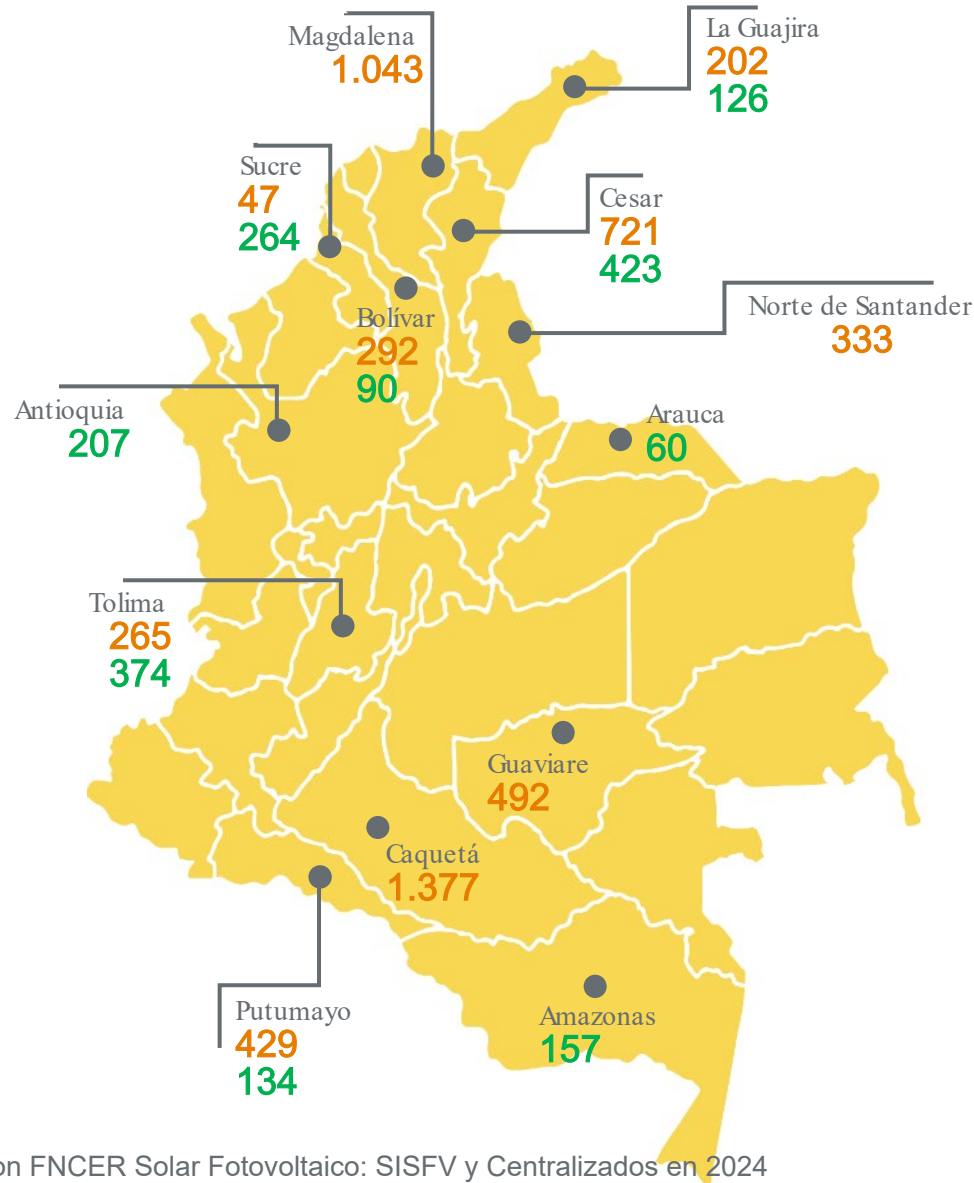 Magdalena
1.043
La Guajira
202
126
Sucre
47
264
Cesar
721
423
Norte de Santander
333
Bolívar
292
90
Antioquia
207
Arauca
60
Tolima
265
374
Guaviare
492
Caquetá
1.377
Putumayo
429
134
Amazonas
157
FNCER Solar Fotovoltaico: SISFV y Centralizados en 2024